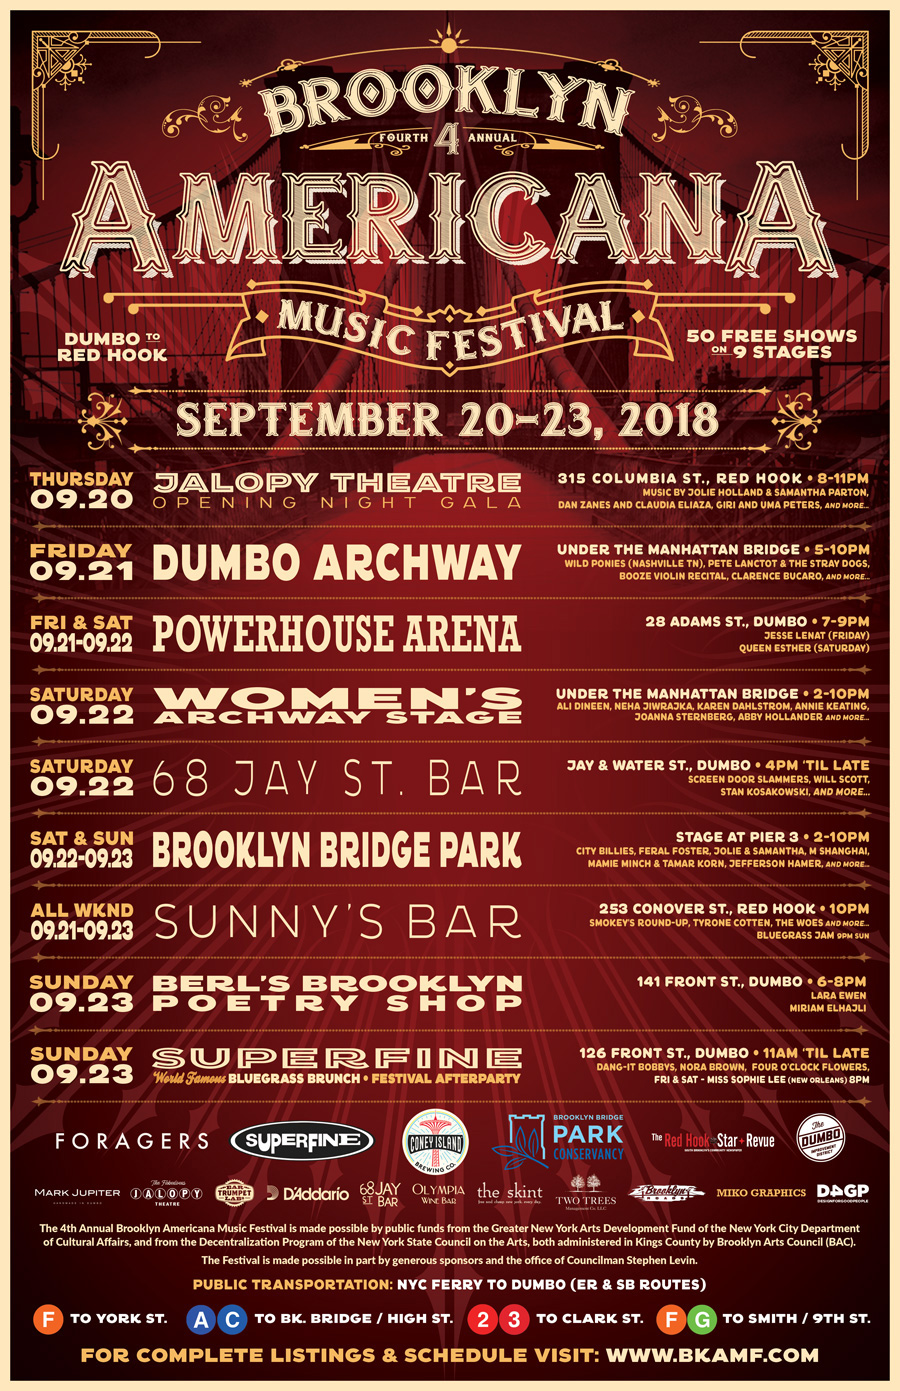 BROOKLYN
FOURTH 4 ANNUAL
AMERICANA
MUSIC FESTIVAL
DUMBO TO
RED HOOK
50 FREE SHOWS
ON 9 STAGES
SEPTEMBER 20-23, 2018
THURSDAY
09.20
JALOPY THEATRE
OPENING NIGHT GALA
315 COLUMBIA ST., RED HOOK • 8-11PM
MUSIC BY JOLIE HOLLAND & SAMANTHA PARTON,
DAN ZANES AND CLAUDIA ELIAZA, GIRI AND UMA PETERS, AND MORE...
FRIDAY
09.21
DUMBO ARCHWAY
UNDER THE MANHATTAN BRIDGE • 5-10PM
WILD PONIES (NASHVILLE TN), PETE LANCTOT & THE STRAY DOGS,
BOOZE VIOLIN RECITAL, CLARENCE BUCARO, AND MORE...
FRI & SAT
09.21-09.22
POWERHOUSE ARENA
28 ADAMS ST., DUMBO • 7-9PM
JESSE LENAT (FRIDAY)
QUEEN ESTHER (SATURDAY)
SATURDAY
09.22
WOMEN'S
ARCHWAY STAGE
UNDER THE MANHATTAN BRIDGE • 2-10PM
ALI DINEEN, NEHA JIWRAJKA, KAREN DAHLSTROM, ANNIE KEATING,
JOANNA STERNBERG, ABBY HOLLANDER AND MORE...
SATURDAY
09.22
68 JAY ST. BAR
JAY & WATER ST., DUMBO • 4PM 'TIL LATE
SCREEN DOOR SLAMMERS, WILL SCOTT,
STAN KOSAKOWSKI, AND MORE...
SAT & SUN
09.22-09.23
BROOKLYN BRIDGE PARK
STAGE AT PIER 3 • 2-10PM
CITY BILLIES, FERAL FOSTER, JOLIE & SAMANTHA, M SHANGHAI,
MAMIE MINCH & TAMAR KORN, JEFFERSON HAMER, AND MORE...
ALL WKND
09.21-09.23
SUNNY'S BAR
253 CONOVER ST., RED HOOK • 10PM
SMOKEY'S ROUND-UP, TYRONE COTTEN, THE WOES AND MORE...
BLUEGRASS JAM 9PM SUN
SUNDAY
09.23
BERL'S BROOKLYN
POETRY SHOP
141 FRONT ST., DUMBO • 6-8PM
LARA EWEN
MIRIAM ELHAJLI
SUNDAY
09.23
SUPERFINE
World Famous BLUEGRASS BRUNCH • FESTIVAL AFTERPARTY
126 FRONT ST., DUMBO • 11AM 'TIL LATE
DANG-IT BOBBYS, NORA BROWN, FOUR O'CLOCK FLOWERS,
FRI & SAT - MISS SOPHIE LEE (NEW ORLEANS) 8PM
FORAGERS
SUPERFINE
CONEY ISLAND
BREWING CO.
BROOKLYN BRIDGE
PARK
CONSERVANCY
The Red Hook Star-Revue
The
DUMBO
IMPROVEMENT
DISTRICT
MARK JUPITER
The Fabulous
JALOPY
THEATRE
BAR
TRUMPET
LABS
D'Addario
68 JAY
ST BAR
OLYMPIA
WINE BAR
the skint
TWO TREES
Management Co. LLC
Brooklyn
MIKO GRAPHICS
D4GP
DESIGNFORGOODPEOPLE
The 4th Annual Brooklyn Americana Music Festival is made possible by public funds from the Greater New York Arts Development Fund of the New York City Department
of Cultural Affairs, and from the Decentralization Program of the New York State Council on the Arts, both administered in Kings County by Brooklyn Arts Council (BAC).
The Festival is made possible in part by generous sponsors and the office of Councilman Stephen Levin.
PUBLIC TRANSPORTATION: NYC FERRY TO DUMBO (ER & SB ROUTES)
F TO YORK ST. A C TO BK. BRIDGE / HIGH ST. 2 3 TO CLARK ST. F G TO SMITH / 9TH ST.
FOR COMPLETE LISTINGS & SCHEDULE VISIT: WWW.BKAMF.COM